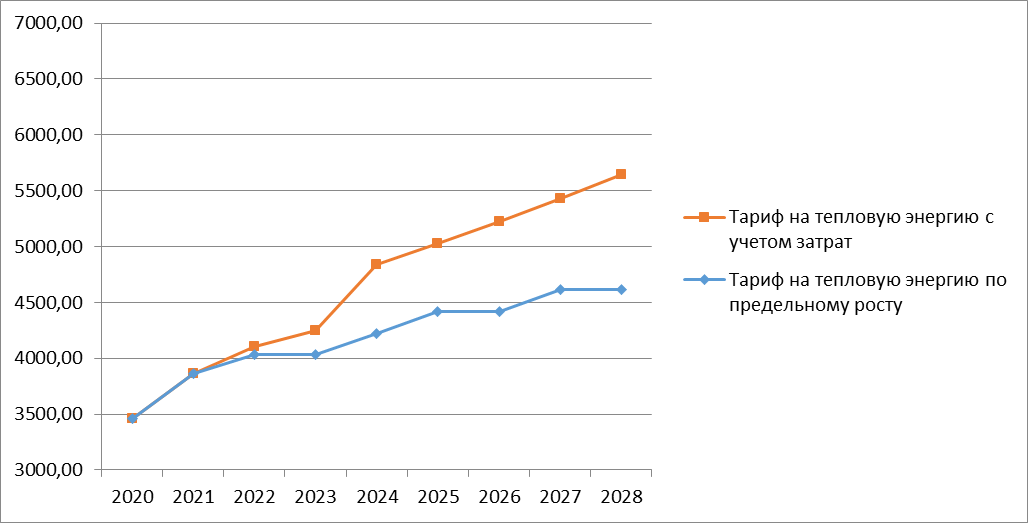 7000,00
6500,00
6000,00
5500,00
5000,00
4500,00
4000,00
3500,00
3000,00
2020 2021 2022 2023 2024 2025 2026 2027 2028
Тариф на тепловую энергию с
учетом затрат
Тариф на тепловую энергию по
предельному росту